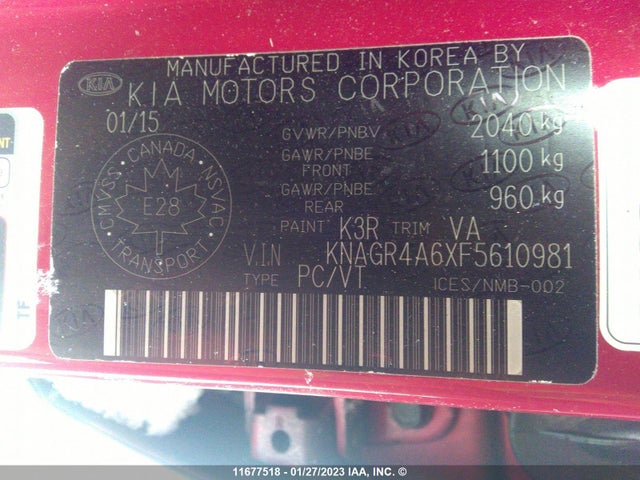 MANUFACTURED IN KOREA BY
KIA KIA MOTORS CORPORATION
01/15 GVWR/PNBV 2040 kg
GAWR/PNBE FRONT 1100 kg
GAWR/PNBE REAR 960 kg
CMVSS CANADA NSVAC
E28
TRANSPORT
PAINT K3R TRIM VA
V.I.N KNAGR4A6XF5610981
TYPE PC/VT ICES/NMB-002
TF
11677518 - 01/27/2023 IAA, INC. ©